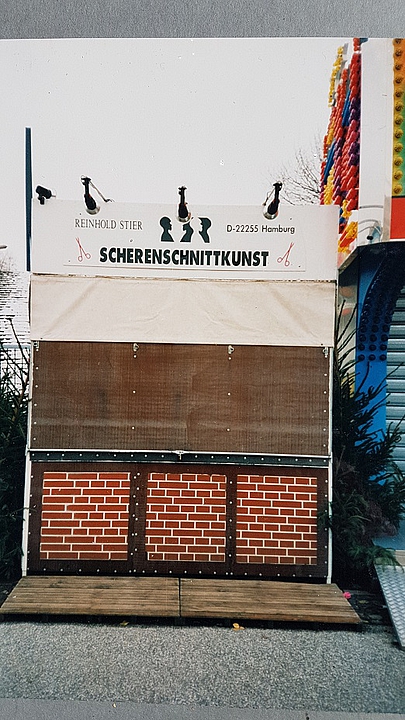 REINHOLD STIER
D-22255 Hamburg
SCHERENSCHNITTKUNST